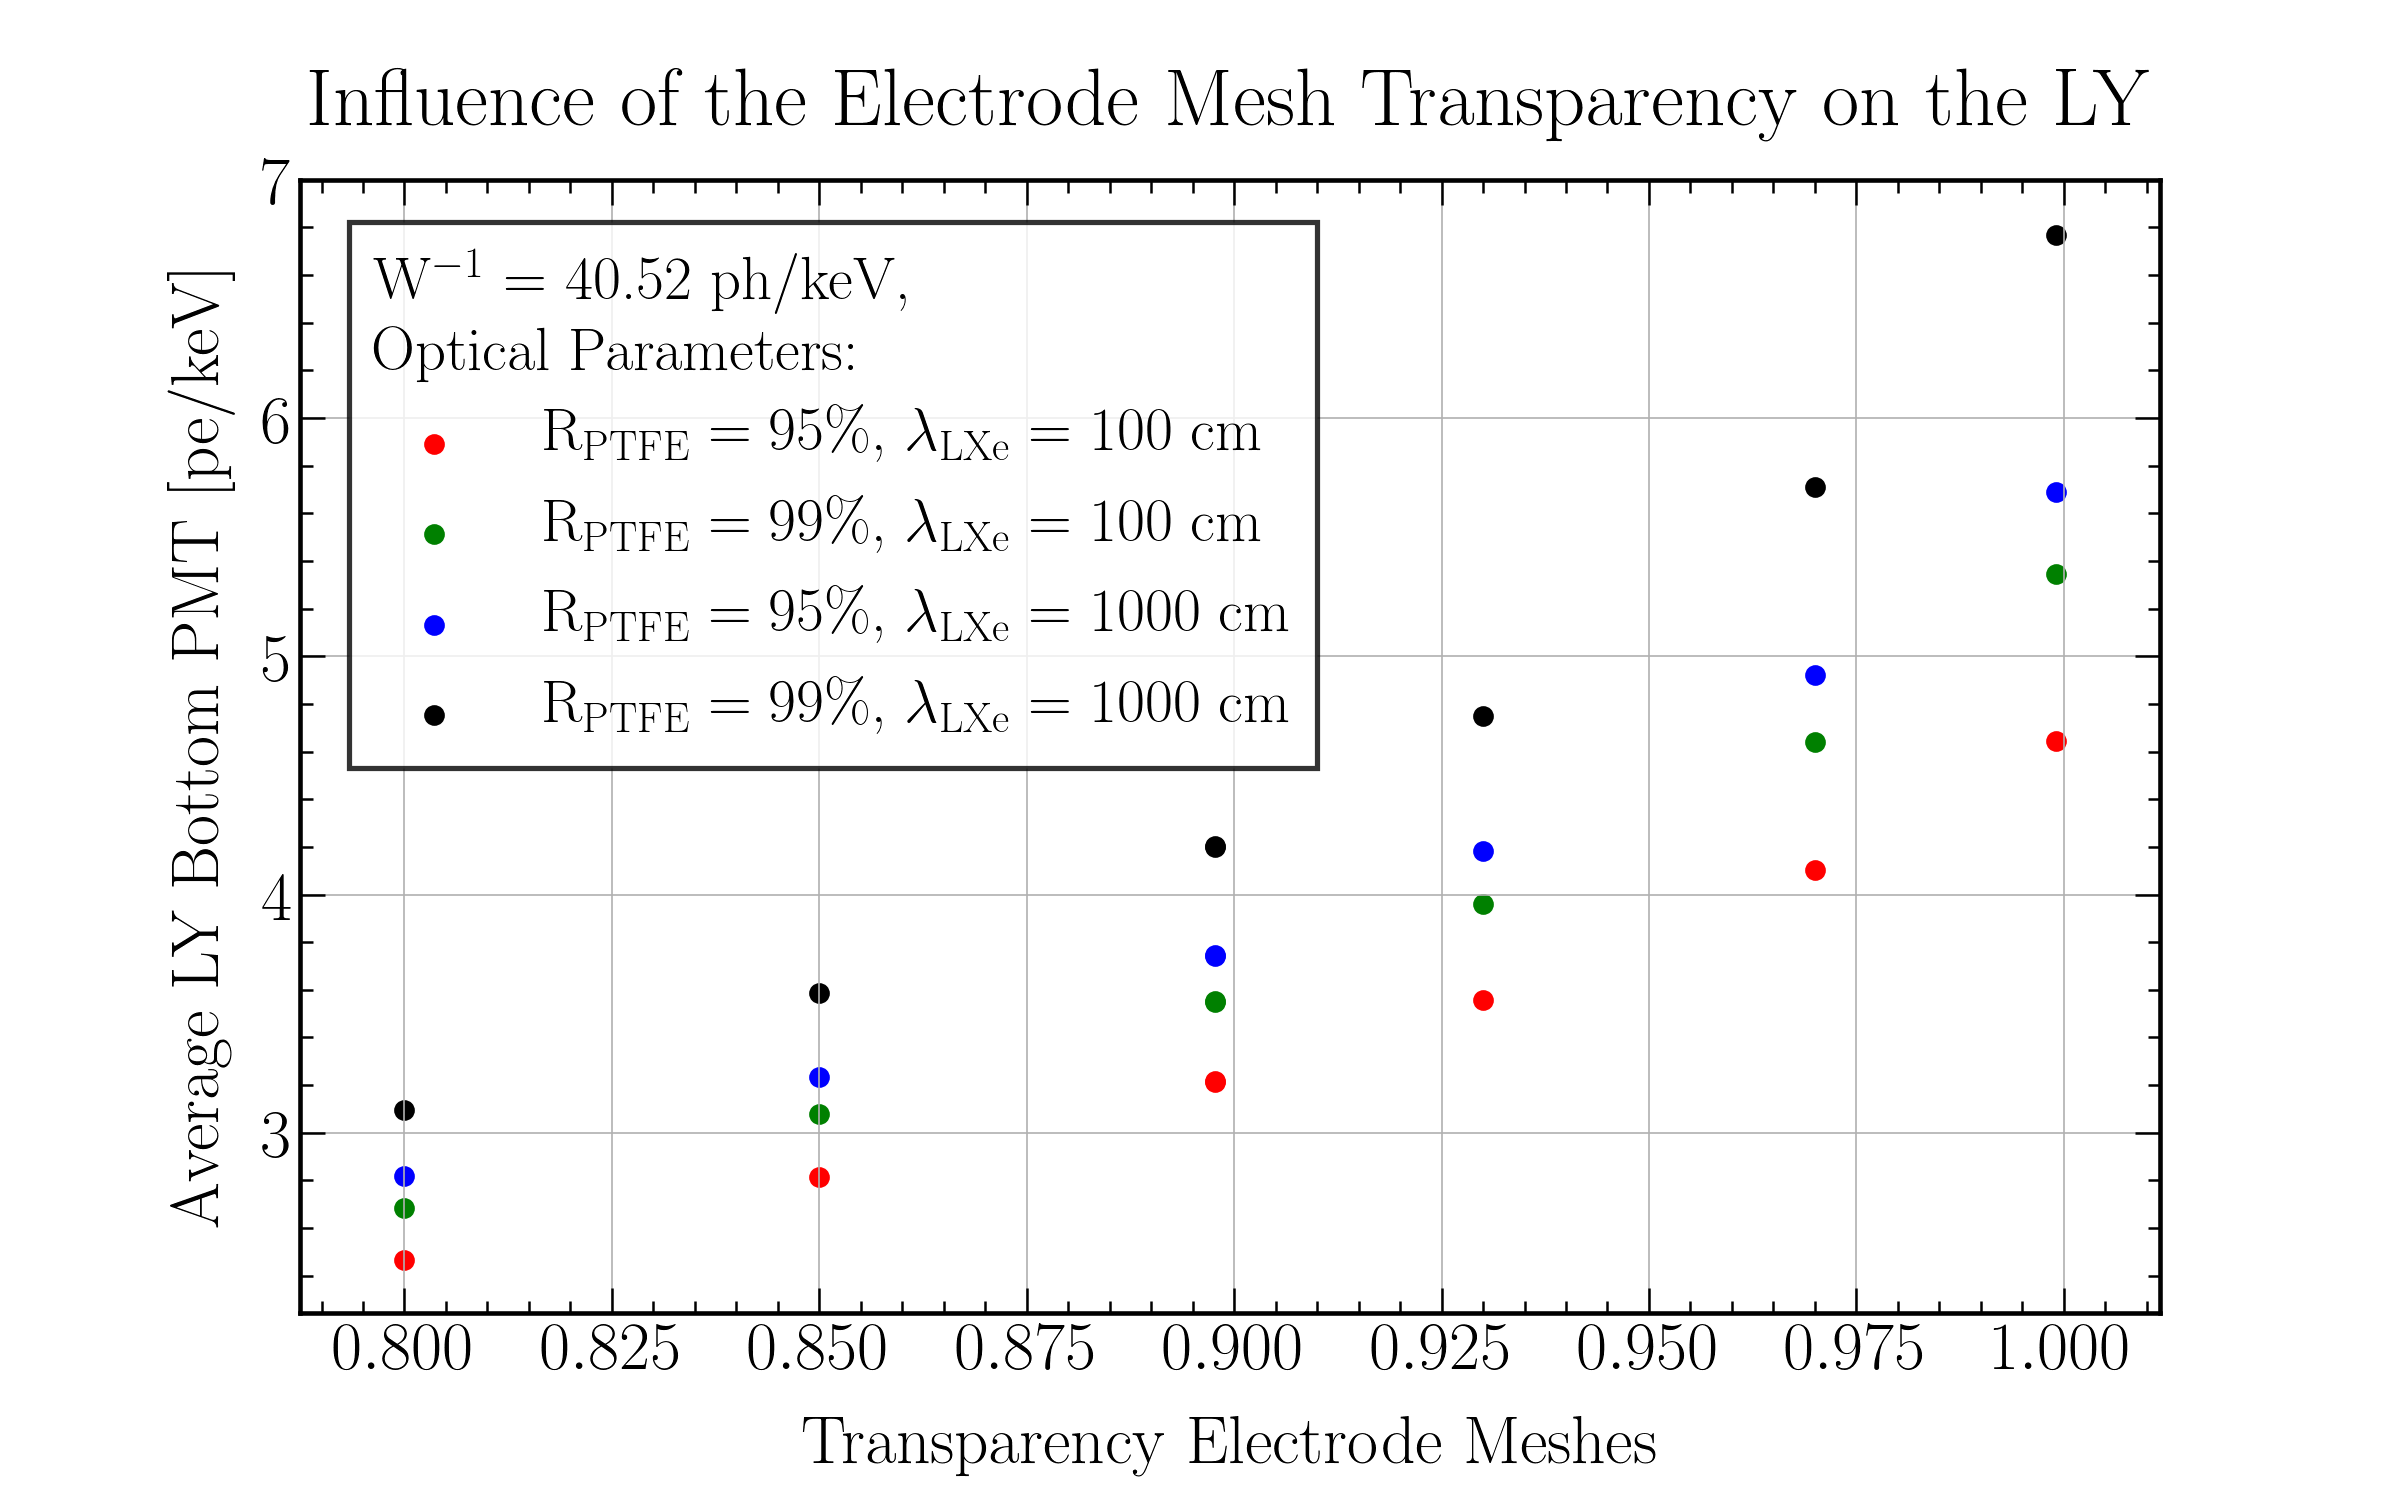 Influence of the Electrode Mesh Transparency on the LY
7
6
5
4
3
Average LY Bottom PMT [pe/keV]
W⁻¹ = 40.52 ph/keV,
Optical Parameters:
R_PTFE = 95%, λ_LXe = 100 cm
R_PTFE = 99%, λ_LXe = 100 cm
R_PTFE = 95%, λ_LXe = 1000 cm
R_PTFE = 99%, λ_LXe = 1000 cm
0.800 0.825 0.850 0.875 0.900 0.925 0.950 0.975 1.000
Transparency Electrode Meshes